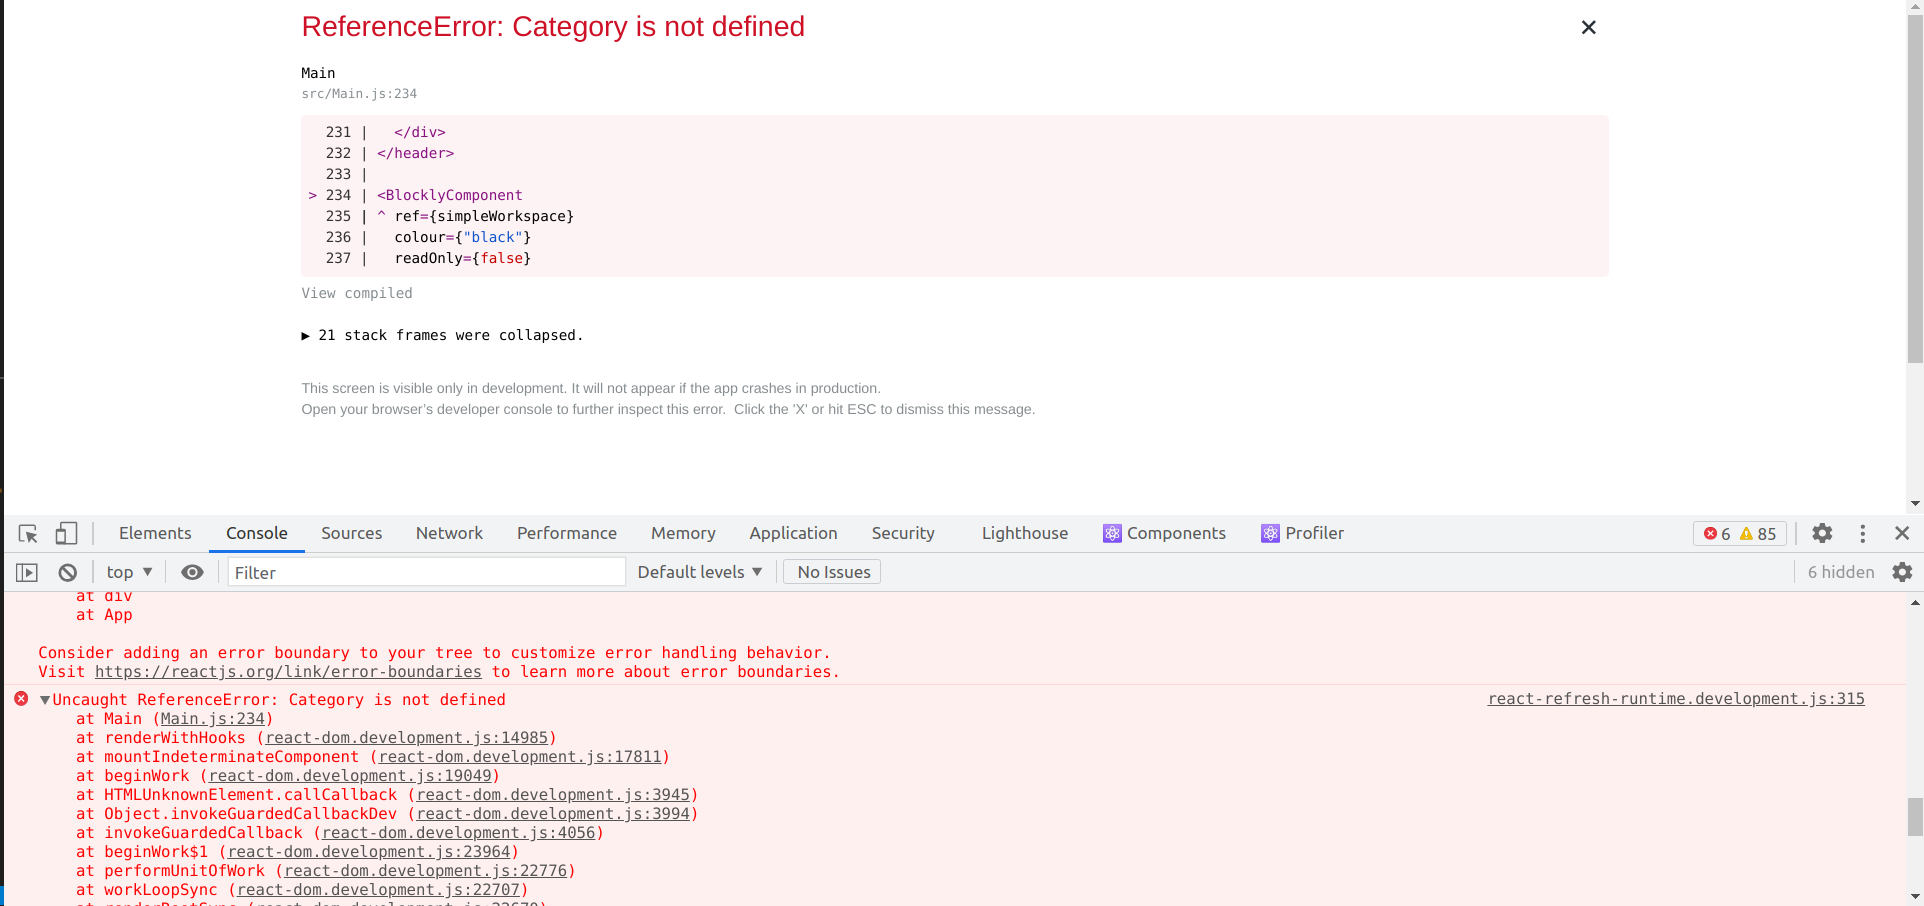 ReferenceError: Category is not defined
✕
Main
src/Main.js:234
231 |   </div>
232 | </header>
233 |
> 234 | <BlocklyComponent
235 | ^ ref={simpleWorkspace}
236 |   colour={"black"}
237 |   readOnly={false}
View compiled
▶ 21 stack frames were collapsed.
This screen is visible only in development. It will not appear if the app crashes in production.
Open your browser’s developer console to further inspect this error.  Click the 'X' or hit ESC to dismiss this message.
Elements Console Sources Network Performance Memory Application Security Lighthouse Components Profiler 6 85
top ▼ Filter Default levels ▼ No Issues 6 hidden
at div
at App
Consider adding an error boundary to your tree to customize error handling behavior.
Visit https://reactjs.org/link/error-boundaries to learn more about error boundaries.
▼Uncaught ReferenceError: Category is not defined react-refresh-runtime.development.js:315
at Main (Main.js:234)
at renderWithHooks (react-dom.development.js:14985)
at mountIndeterminateComponent (react-dom.development.js:17811)
at beginWork (react-dom.development.js:19049)
at HTMLUnknownElement.callCallback (react-dom.development.js:3945)
at Object.invokeGuardedCallbackDev (react-dom.development.js:3994)
at invokeGuardedCallback (react-dom.development.js:4056)
at beginWork$1 (react-dom.development.js:23964)
at performUnitOfWork (react-dom.development.js:22776)
at workLoopSync (react-dom.development.js:22707)
at renderRootSync (react-dom.development.js:22670)